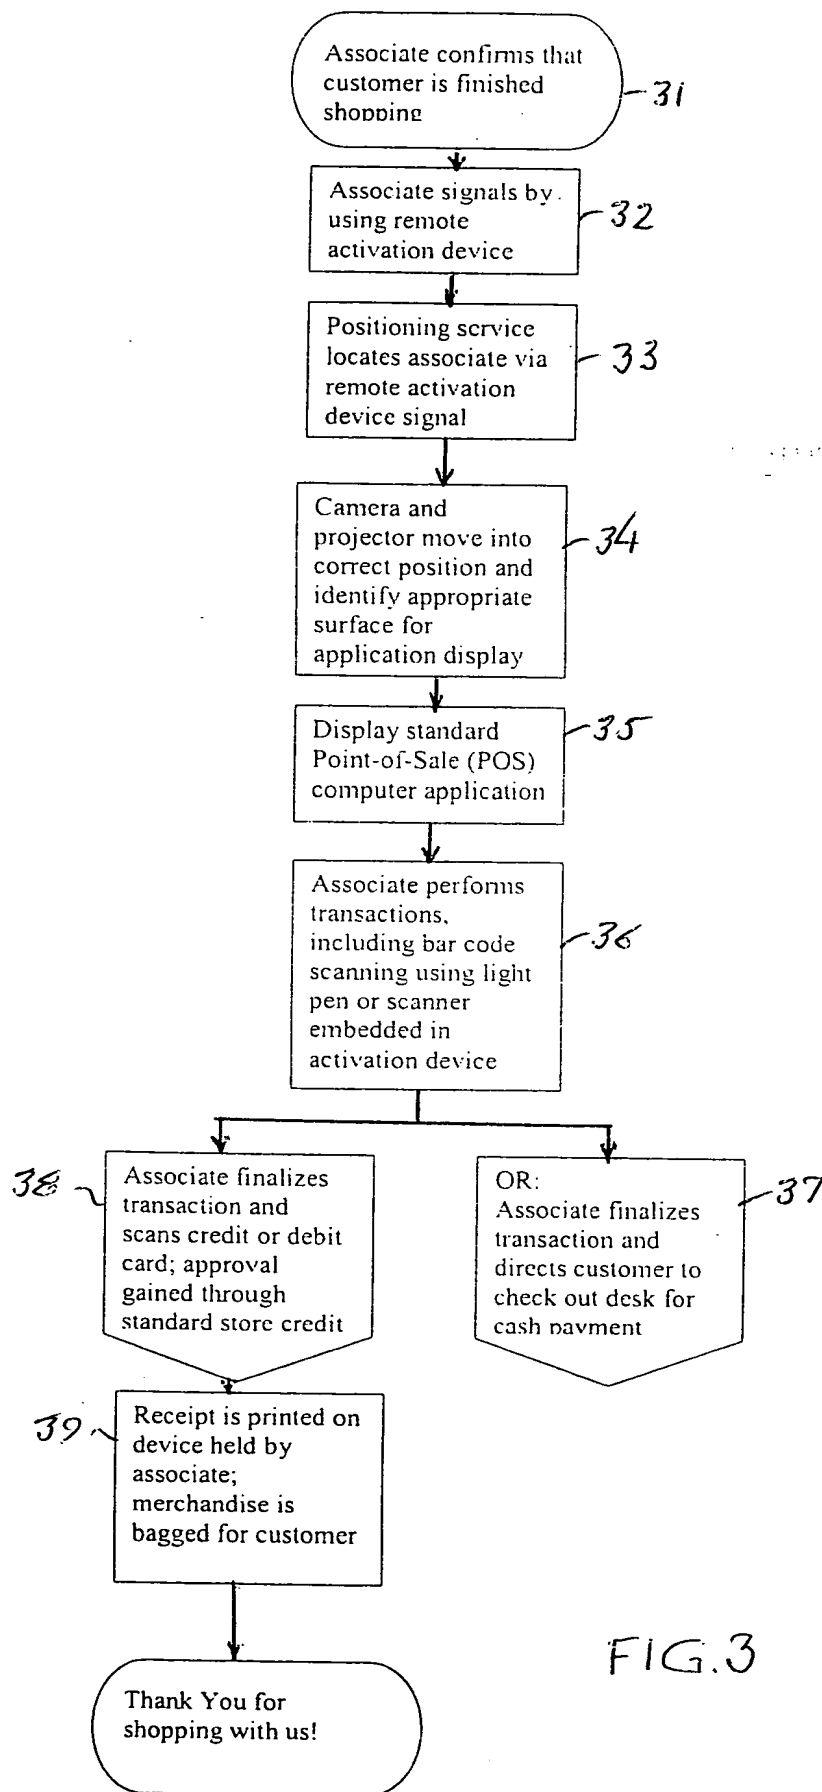 Associate confirms that
customer is finished
shopping
31
Associate signals by
using remote
activation device
32
Positioning service
locates associate via
remote activation
device signal
33
Camera and
projector move into
correct position and
identify appropriate
surface for
application display
34
Display standard
Point-of-Sale (POS)
computer application
35
Associate performs
transactions,
including bar code
scanning using light
pen or scanner
embedded in
activation device
36
38
Associate finalizes
transaction and
scans credit or debit
card; approval
gained through
standard store credit
OR:
Associate finalizes
transaction and
directs customer to
check out desk for
cash payment
37
39
Receipt is printed on
device held by
associate;
merchandise is
bagged for customer
Thank You for
shopping with us!
FIG.3